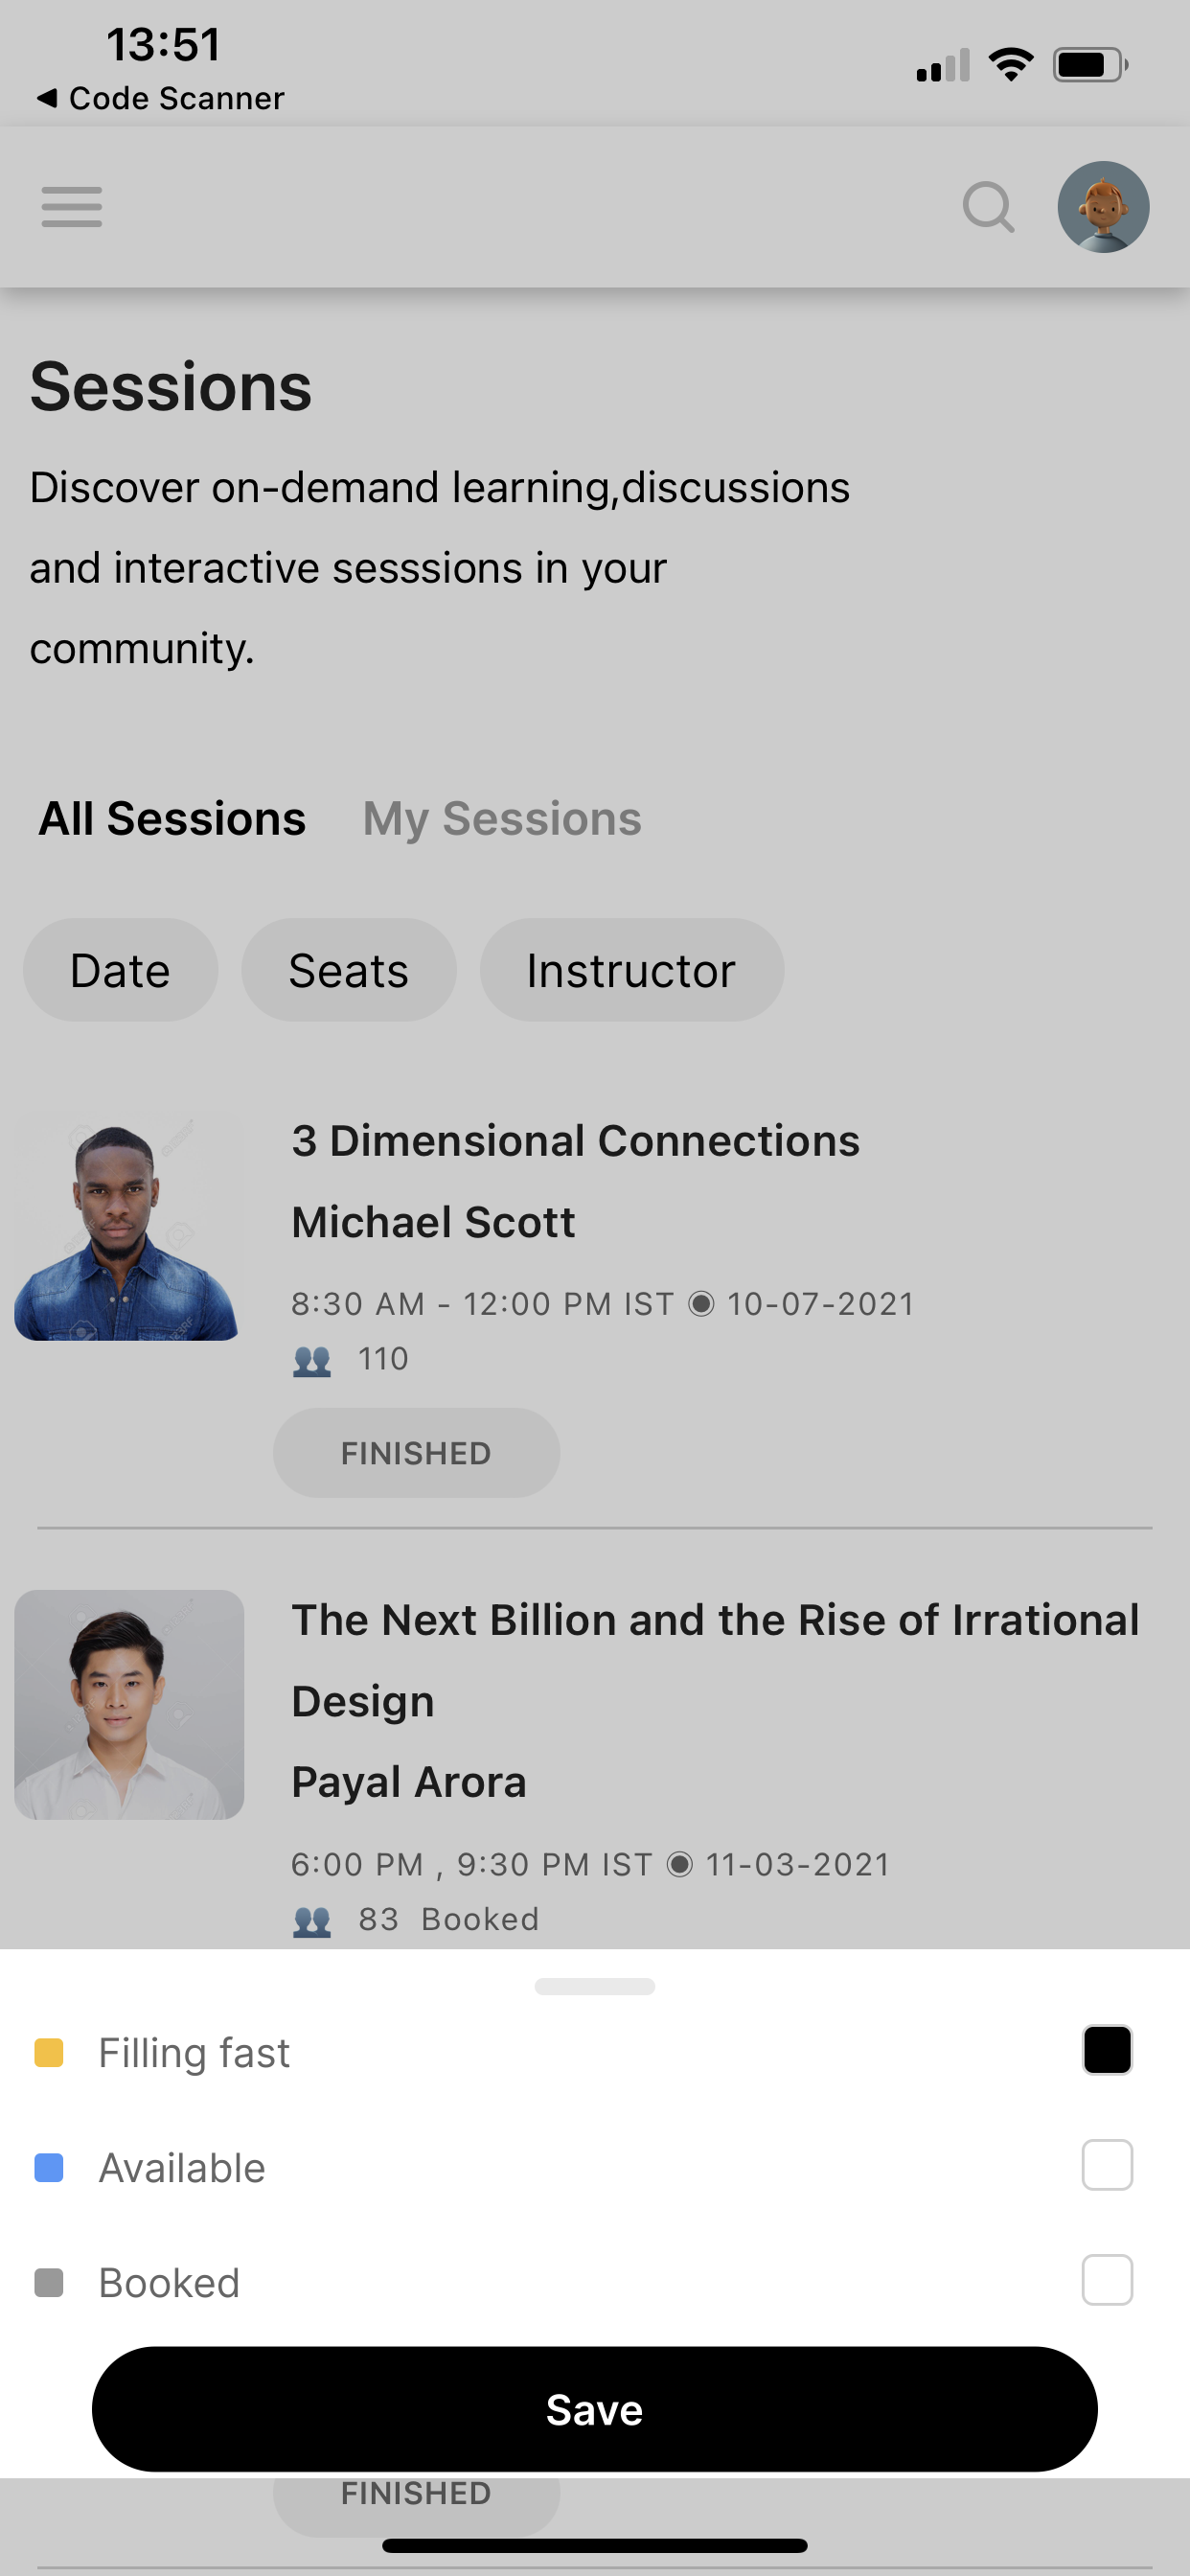 13:51
◀ Code Scanner
Sessions
Discover on-demand learning,discussions
and interactive sesssions in your
community.
All Sessions My Sessions
Date Seats Instructor
3 Dimensional Connections
Michael Scott
8:30 AM - 12:00 PM IST ◉ 10-07-2021
👥 110
FINISHED
The Next Billion and the Rise of Irrational
Design
Payal Arora
6:00 PM , 9:30 PM IST ◉ 11-03-2021
👥 83 Booked
Filling fast
Available
Booked
Save
FINISHED